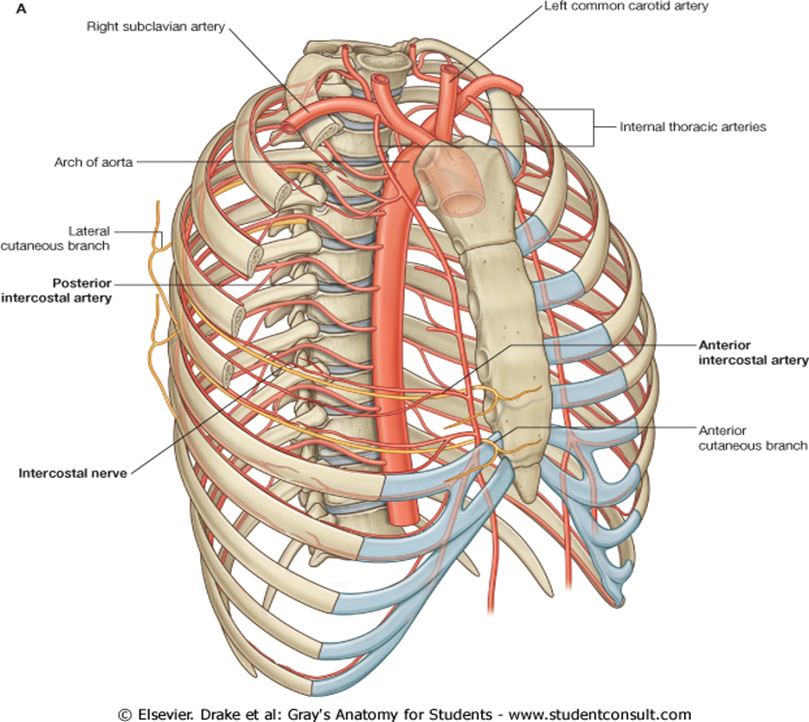 A
Left common carotid artery
Right subclavian artery
Internal thoracic arteries
Arch of aorta
Lateral
cutaneous branch
Posterior
intercostal artery
Anterior
intercostal artery
Anterior
cutaneous branch
Intercostal nerve
© Elsevier. Drake et al: Gray's Anatomy for Students - www.studentconsult.com